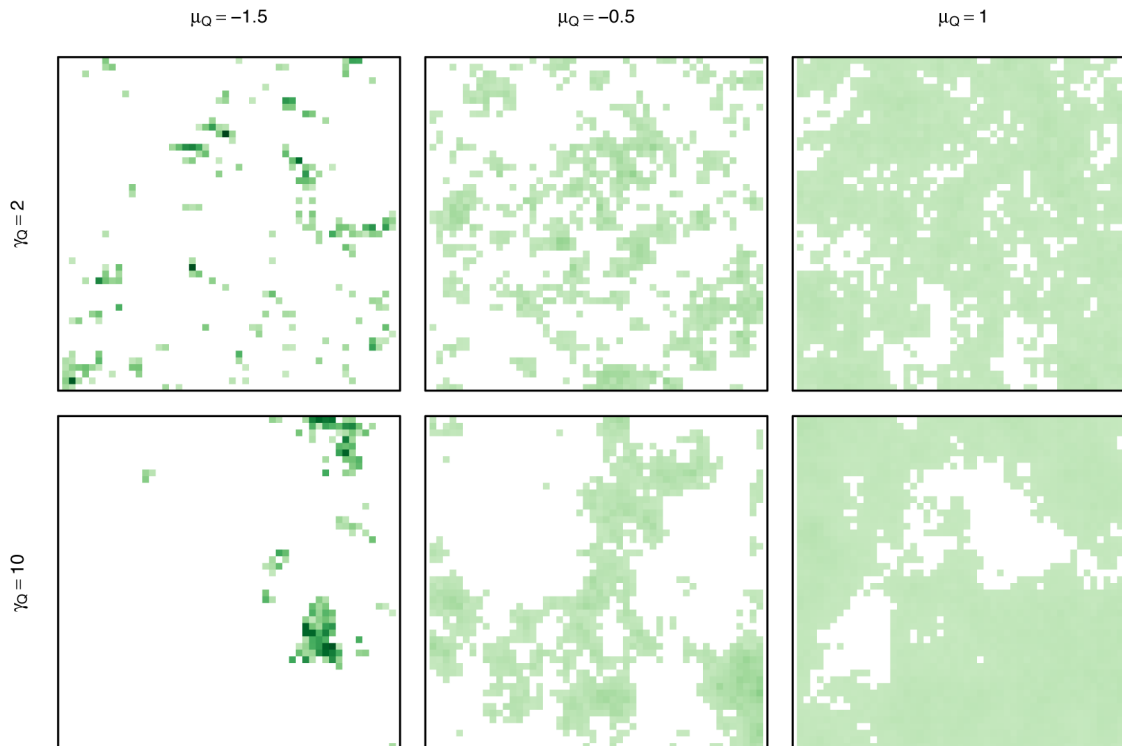 μQ = −1.5
μQ = −0.5
μQ = 1
γQ = 2
γQ = 10